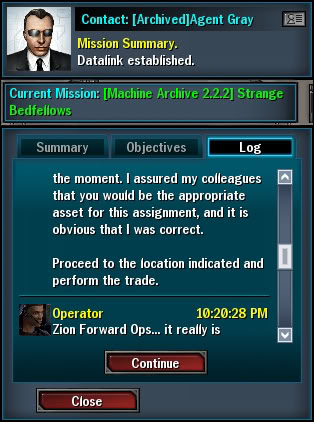 Contact: [Archived]Agent Gray
Mission Summary.
Datalink established.
Current Mission: [Machine Archive 2.2.2] Strange
Bedfellows
Summary
Objectives
Log
the moment. I assured my colleagues
that you would be the appropriate
asset for this assignment, and it is
obvious that I was correct.
Proceed to the location indicated and
perform the trade.
Operator 10:20:28 PM
Zion Forward Ops... it really is
Continue
Close